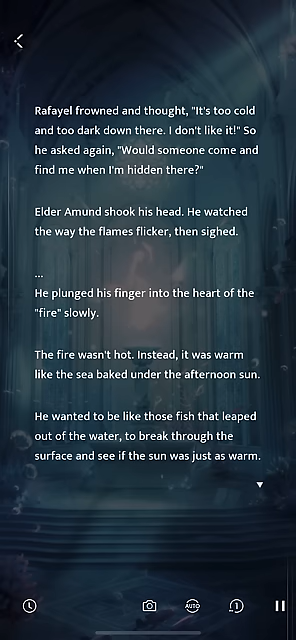 Rafayel frowned and thought, "It's too cold
and too dark down there. I don't like it!" So
he asked again, "Would someone come and
find me when I'm hidden there?"
Elder Amund shook his head. He watched
the way the flames flicker, then sighed.
...
He plunged his finger into the heart of the
"fire" slowly.
The fire wasn't hot. Instead, it was warm
like the sea baked under the afternoon sun.
He wanted to be like those fish that leaped
out of the water, to break through the
surface and see if the sun was just as warm.
AUTO
1